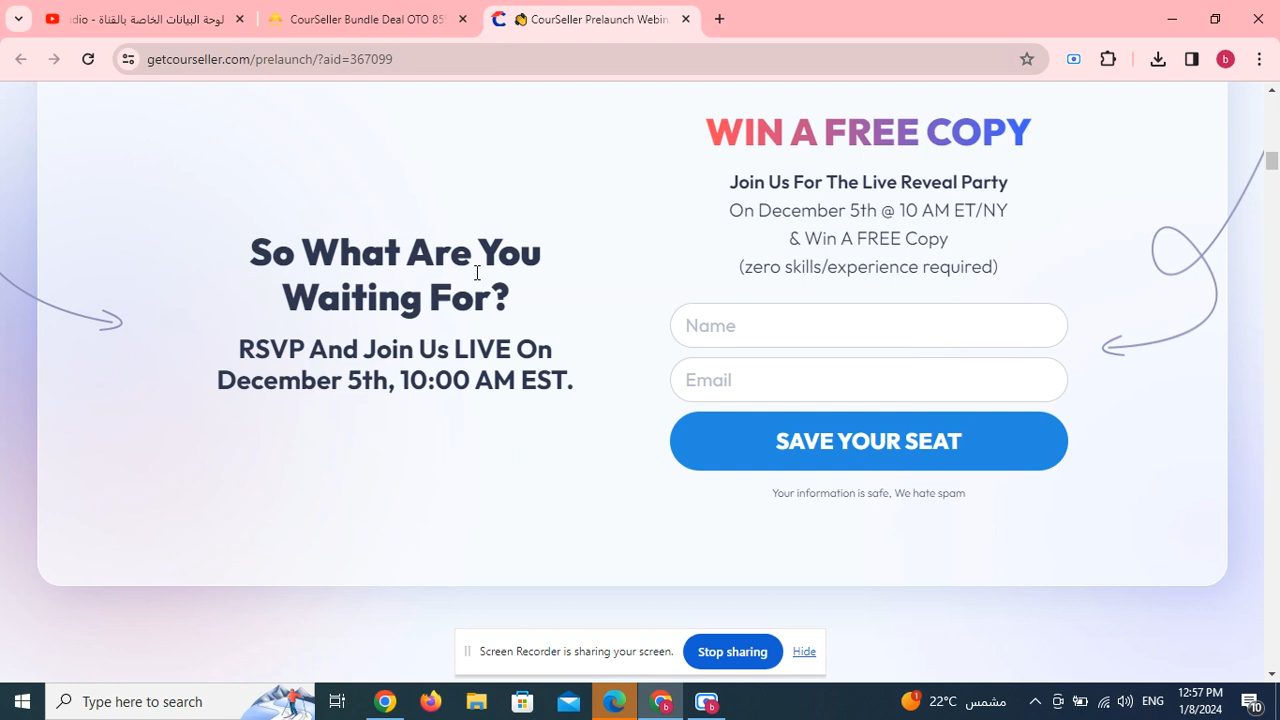 لوحة البيانات الخاصة بالقناة - dio
CourSeller Bundle Deal OTO 85
CourSeller Prelaunch Webin
getcourseller.com/prelaunch/?aid=367099
b
WIN A FREE COPY
Join Us For The Live Reveal Party
On December 5th @ 10 AM ET/NY
& Win A FREE Copy
(zero skills/experience required)
So What Are You
Waiting For?
RSVP And Join Us LIVE On
December 5th, 10:00 AM EST.
Name
Email
SAVE YOUR SEAT
Your information is safe, We hate spam
Screen Recorder is sharing your screen.
Stop sharing
Hide
Type here to search
1
22°C مشمس
ENG
12:57 PM
1/8/2024
10